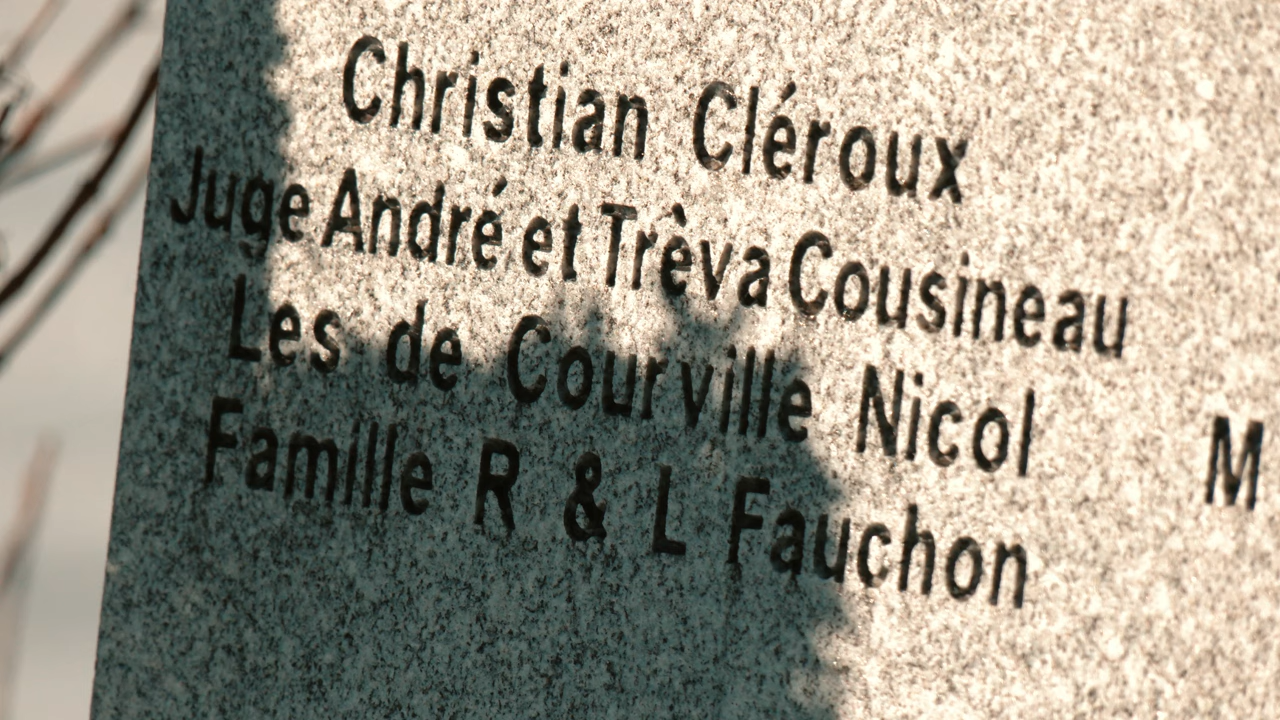 Christian Cléroux
Juge André et Trèva Cousineau
Les de Courville Nicol
Famille R & L Fauchon
M